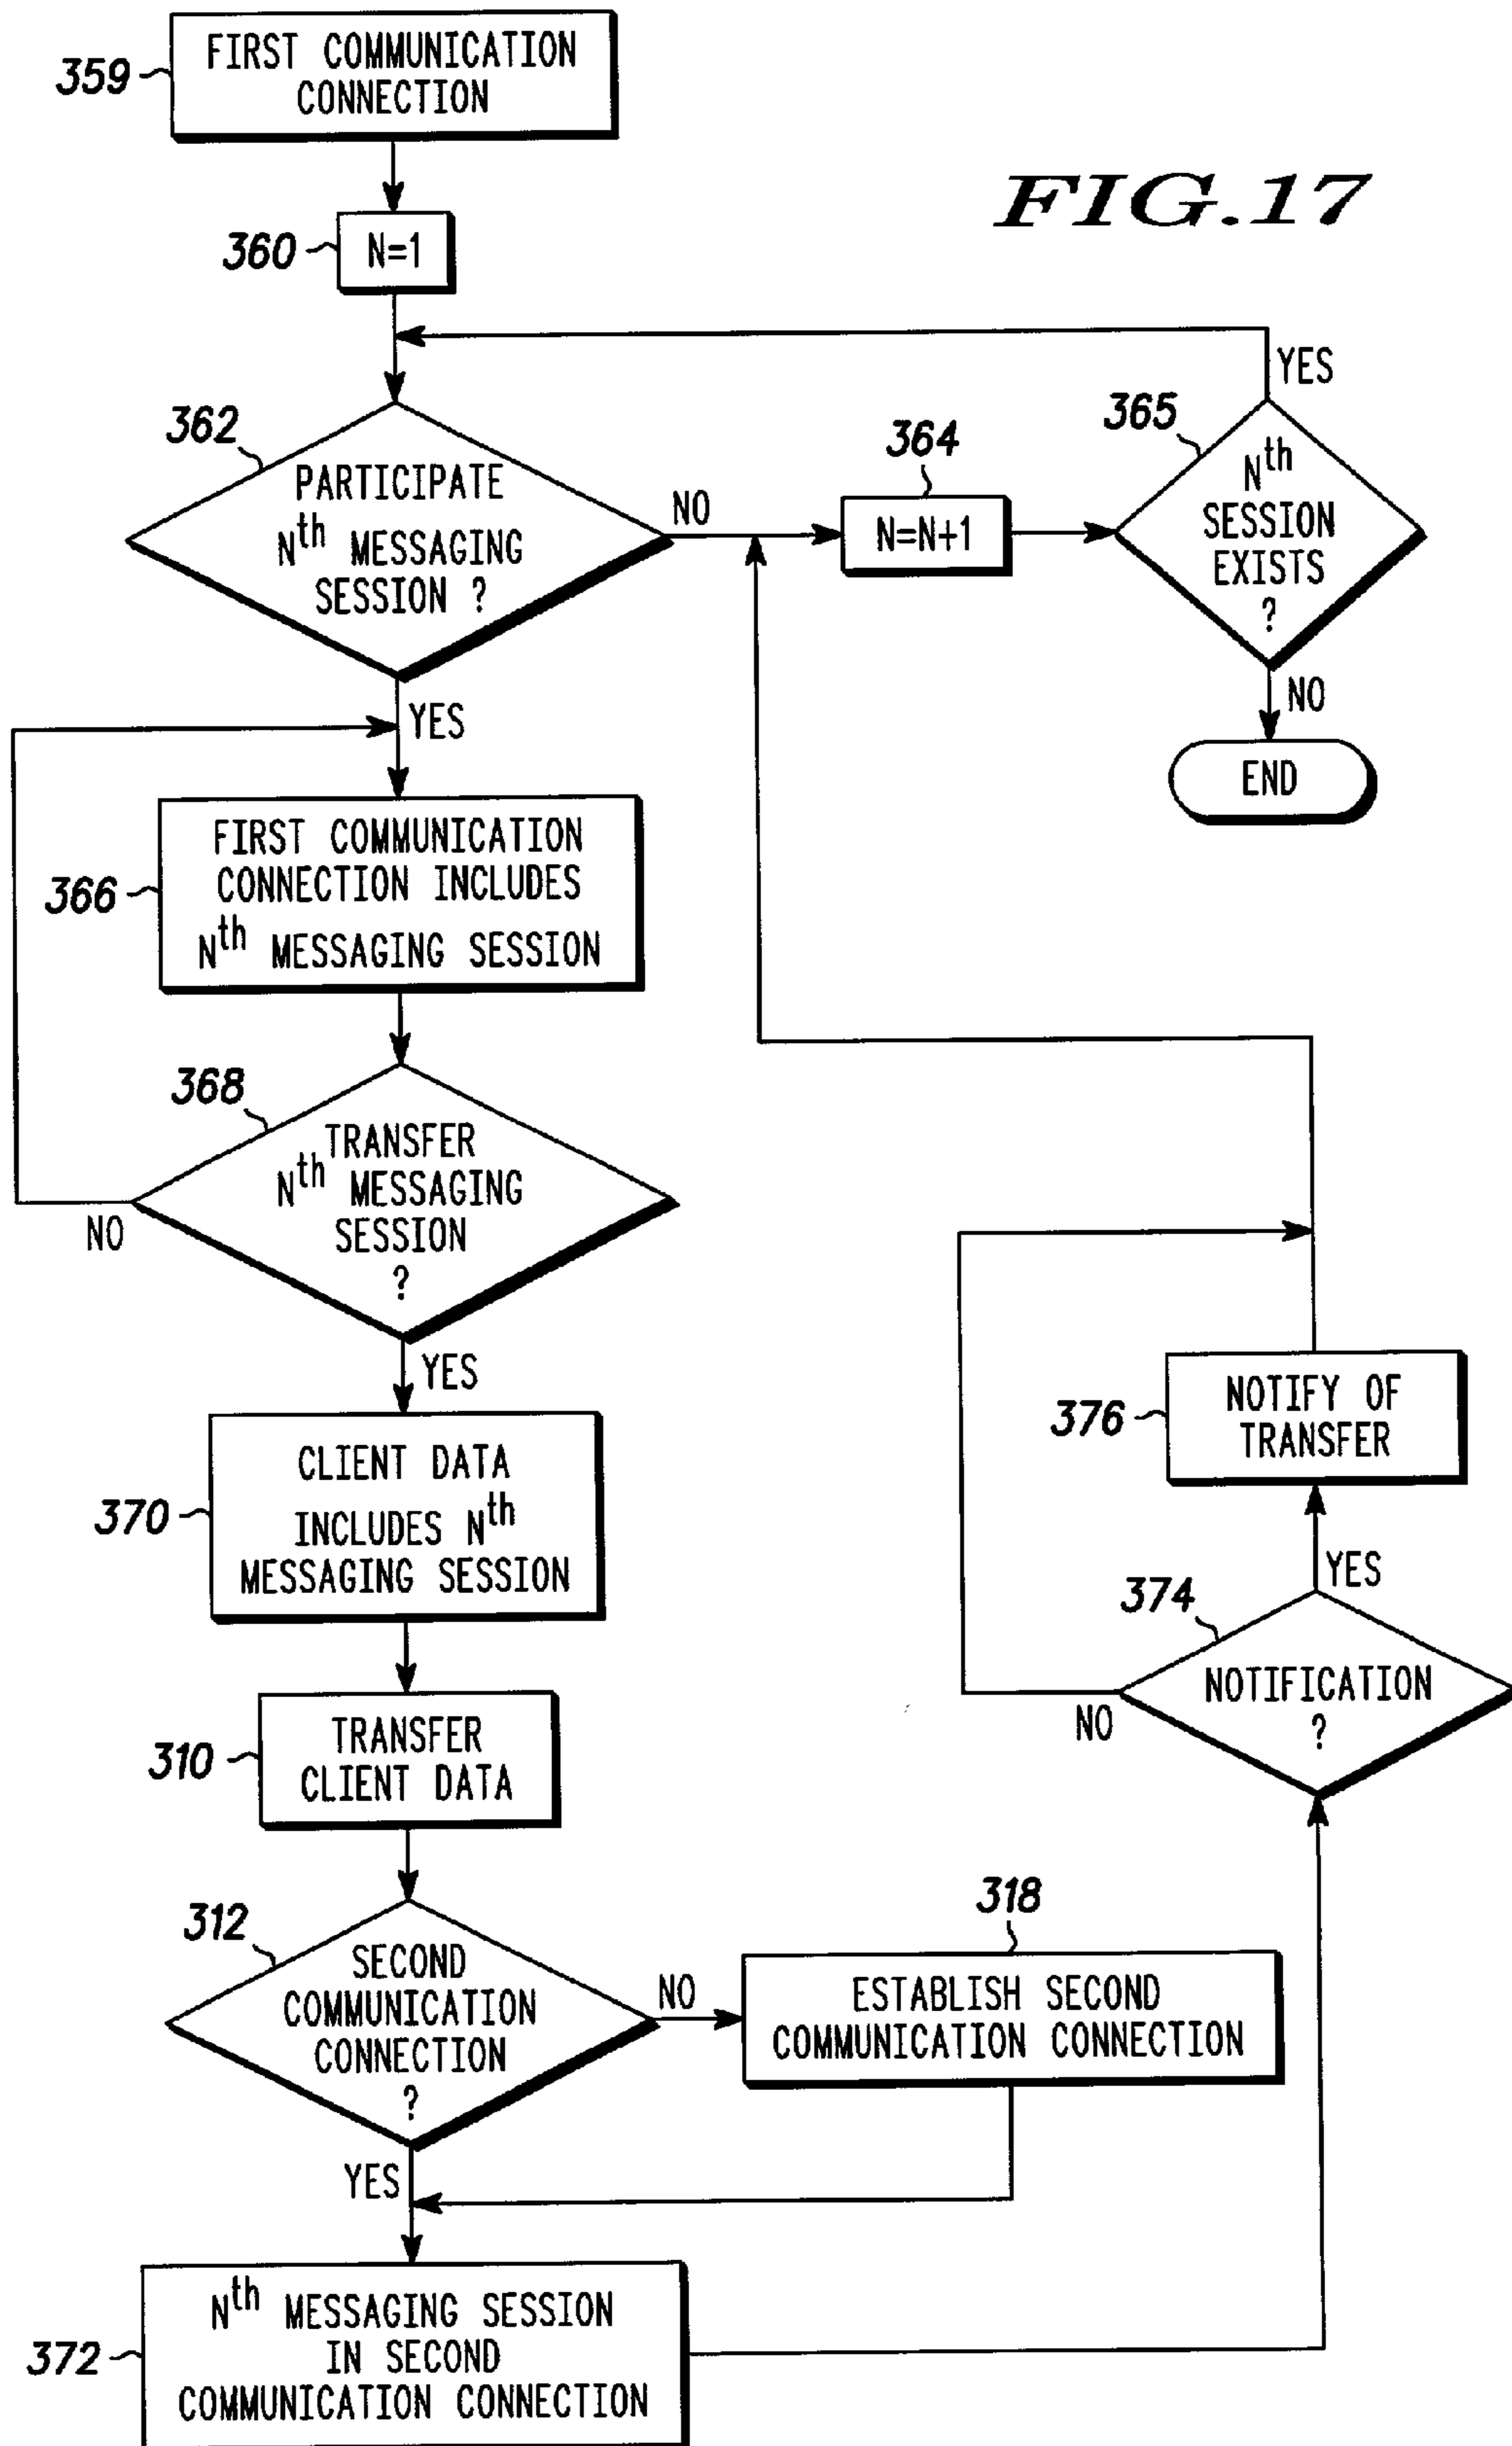 359
FIRST COMMUNICATION
CONNECTION
FIG.17
360
N=1
YES
362
PARTICIPATE
Nth MESSAGING
SESSION ?
NO
364
N=N+1
365
Nth
SESSION
EXISTS
?
NO
END
YES
366
FIRST COMMUNICATION
CONNECTION INCLUDES
Nth MESSAGING SESSION
368
TRANSFER
Nth MESSAGING
SESSION
?
NO
YES
370
CLIENT DATA
INCLUDES Nth
MESSAGING SESSION
310
TRANSFER
CLIENT DATA
312
SECOND
COMMUNICATION
CONNECTION
?
NO
318
ESTABLISH SECOND
COMMUNICATION CONNECTION
YES
372
Nth MESSAGING SESSION
IN SECOND
COMMUNICATION CONNECTION
374
NOTIFICATION
?
NO
YES
376
NOTIFY OF
TRANSFER